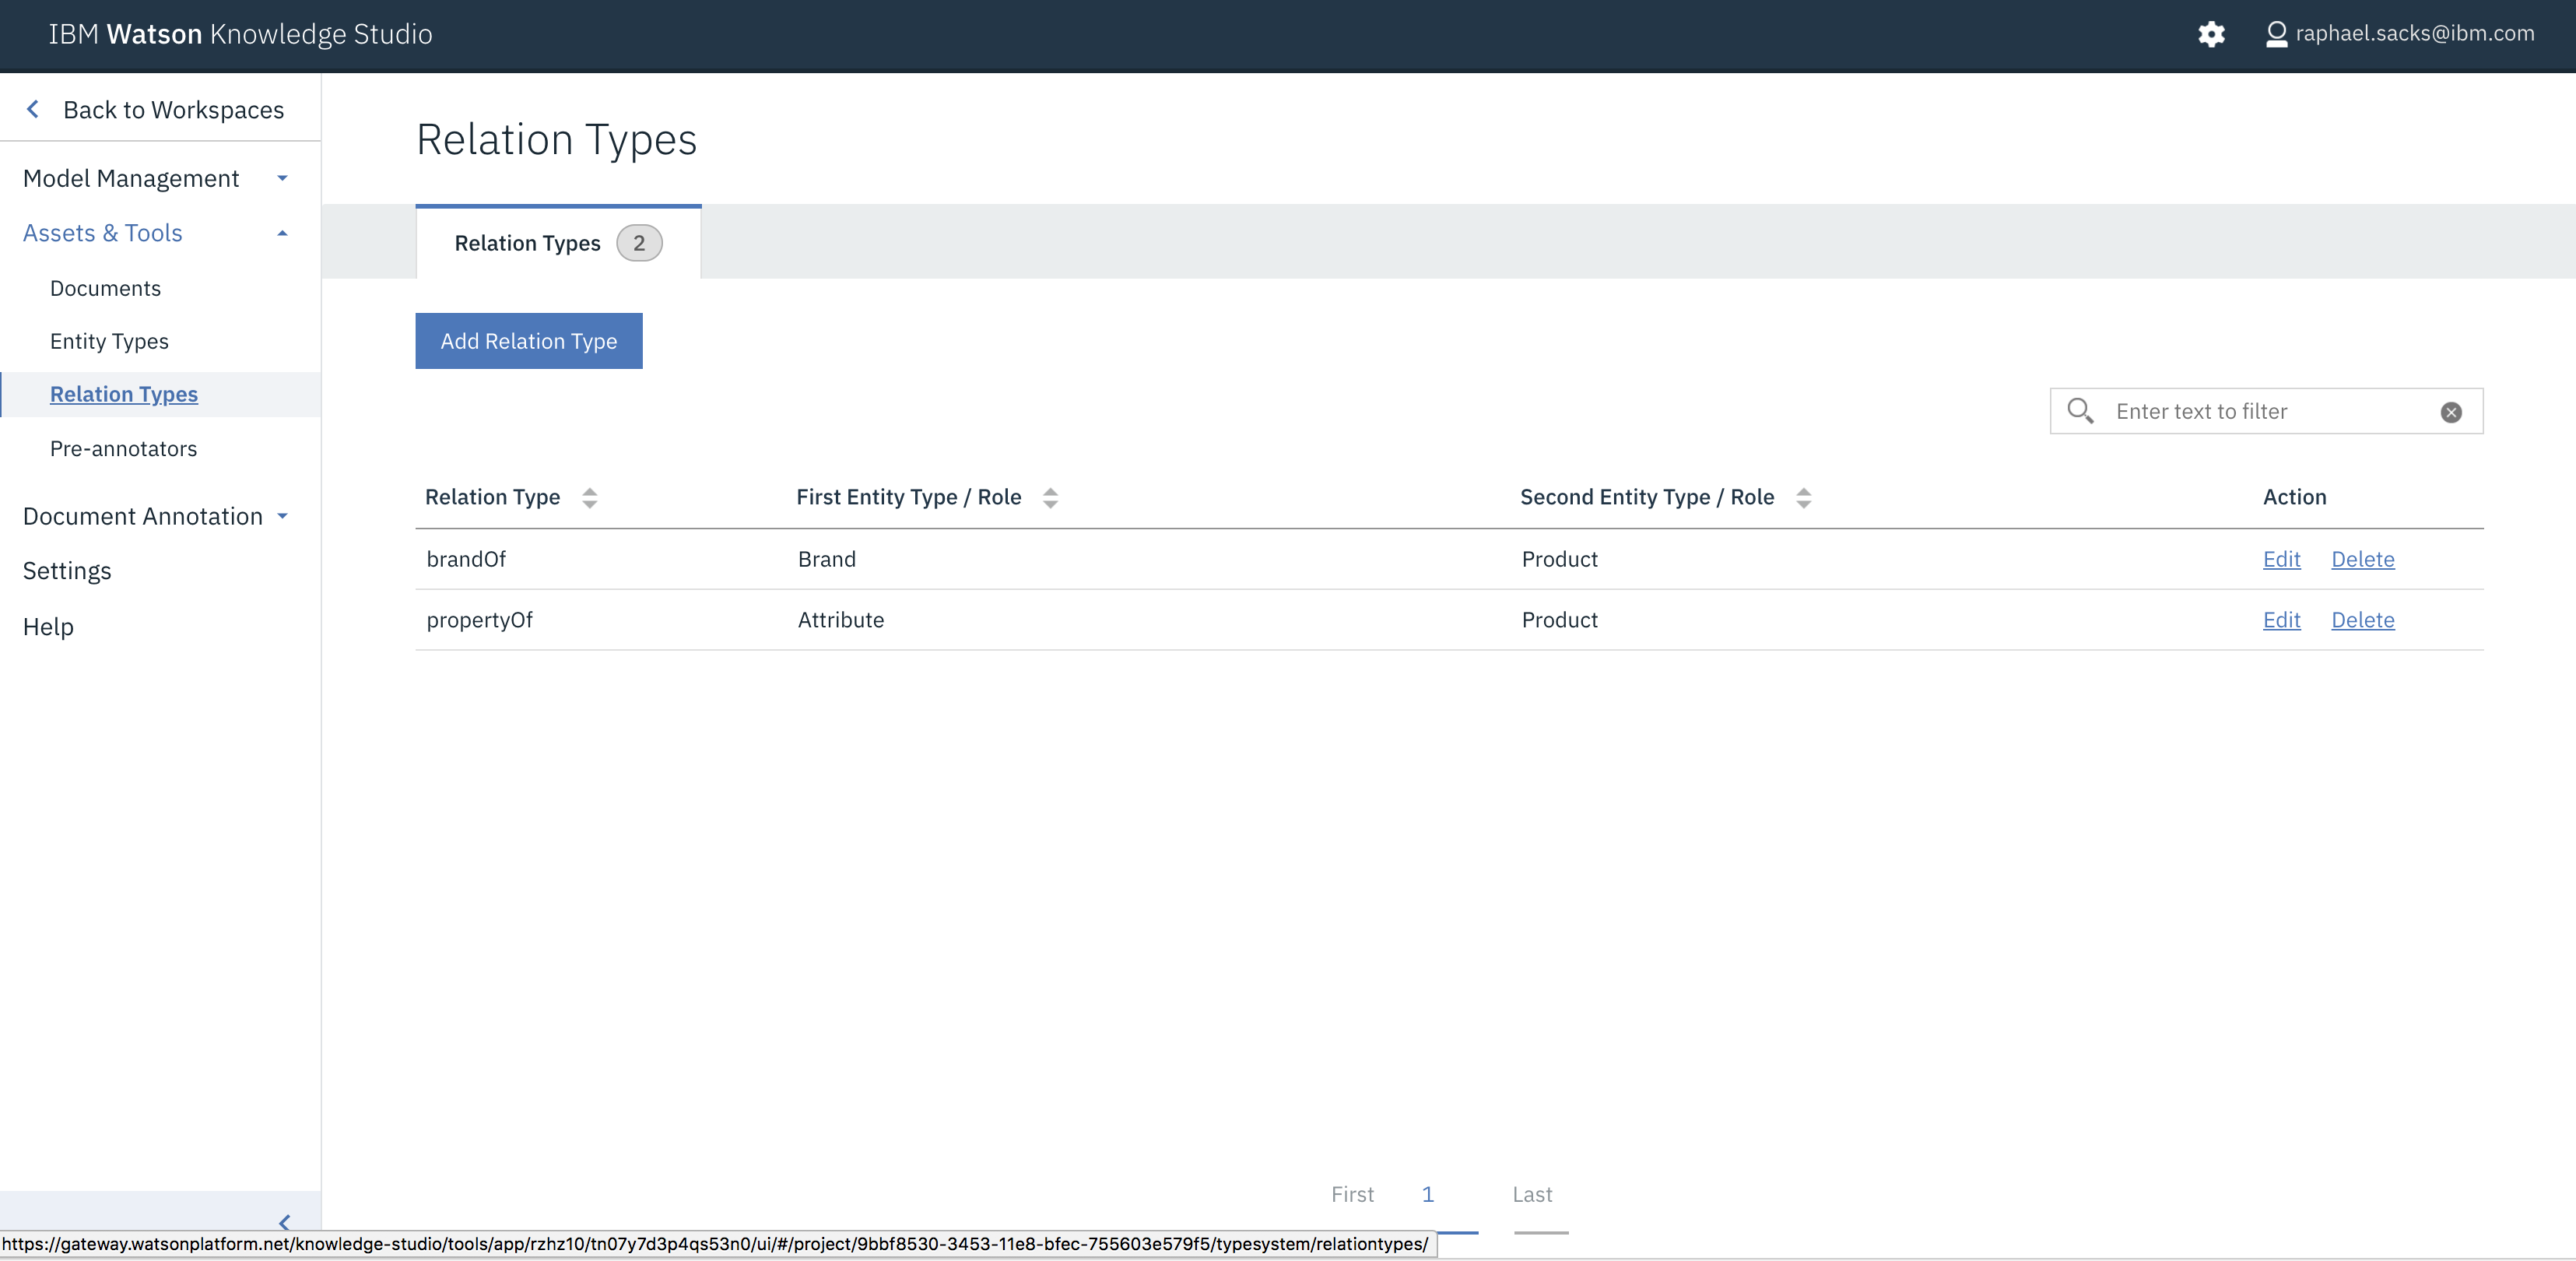 IBM Watson Knowledge Studio
raphael.sacks@ibm.com
Back to Workspaces
Model Management
Assets & Tools
Documents
Entity Types
Relation Types
Pre-annotators
Document Annotation
Settings
Help
Relation Types
Relation Types 2
Add Relation Type
Enter text to filter
Relation Type First Entity Type / Role Second Entity Type / Role Action
brandOf Brand Product Edit Delete
propertyOf Attribute Product Edit Delete
First 1 Last
https://gateway.watsonplatform.net/knowledge-studio/tools/app/rzhz10/tn07y7d3p4qs53n0/ui/#/project/9bbf8530-3453-11e8-bfec-755603e579f5/typesystem/relationtypes/